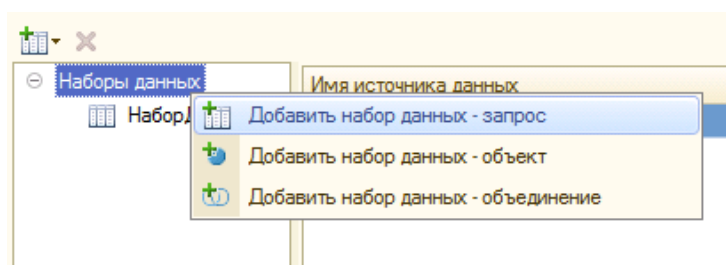 Наборы данных
Имя источника данных
Добавить набор данных - запрос
Добавить набор данных - объект
Добавить набор данных - объединение